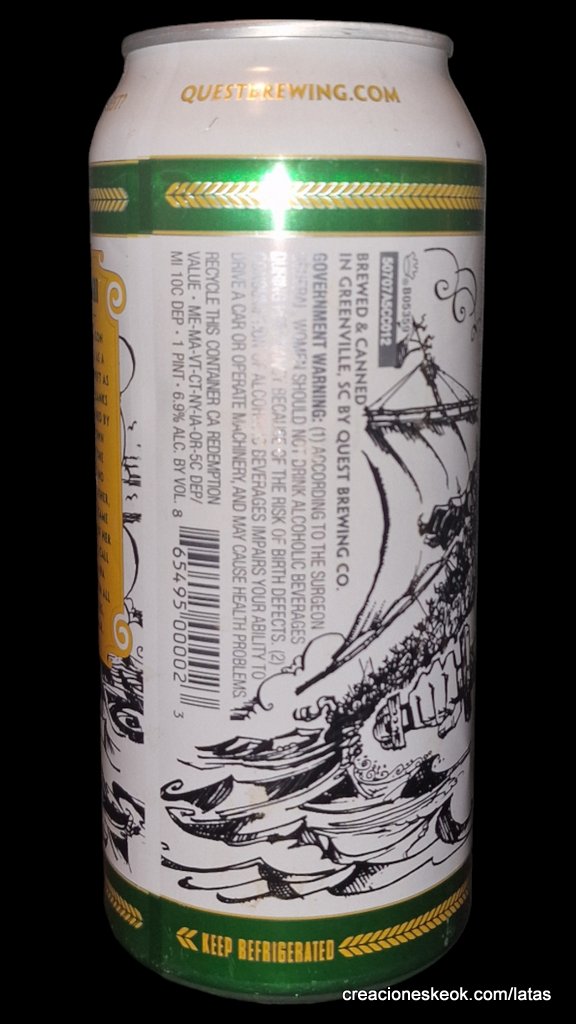 QUESTBREWING.COM
B05350
50707ASCC012
BREWED & CANNED
IN GREENVILLE, SC BY QUEST BREWING CO.
GOVERNMENT WARNING: (1) ACCORDING TO THE SURGEON
WOMEN SHOULD NOT DRINK ALCOHOLIC BEVERAGES
BECAUSE OF THE RISK OF BIRTH DEFECTS. (2)
OF ALCOHOLIC BEVERAGES IMPAIRS YOUR ABILITY TO
DRIVE A CAR OR OPERATE MACHINERY, AND MAY CAUSE HEALTH PROBLEMS.
RECYCLE THIS CONTAINER CA REDEMPTION
VALUE • ME-MA-VT-CT-NY-IA-OR-5C DEP/
MI 10C DEP • 1 PINT • 6.9% ALC. BY VOL.
8 65495 00002 3
KEEP REFRIGERATED
creacioneskeok.com/latas